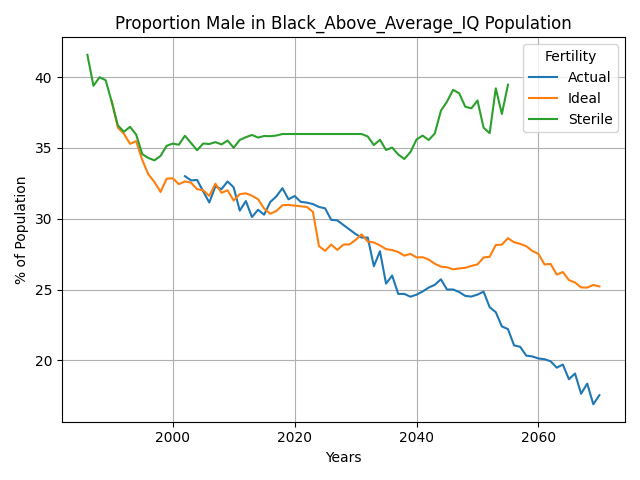 Proportion Male in Black_Above_Average_IQ Population
Fertility
Actual
Ideal
Sterile
% of Population
40
35
30
25
20
2000
2020
2040
2060
Years